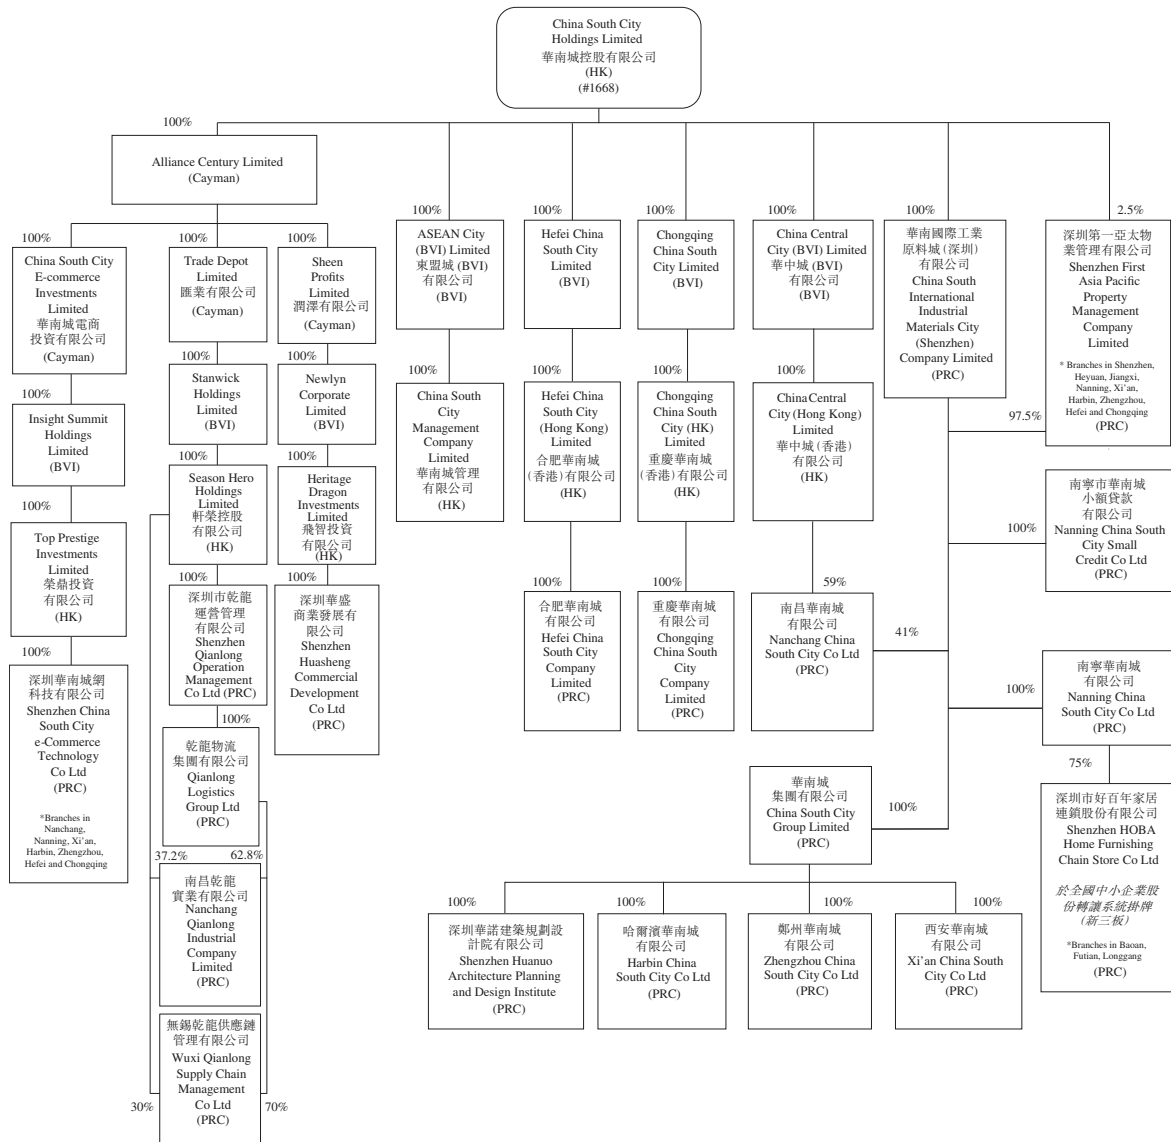 China South City
Holdings Limited
華南城控股有限公司
(HK)
(#1668)
100%
Alliance Century Limited
(Cayman)
100%
China South City
E-commerce
Investments
Limited
華南城電商
投資有限公司
(Cayman)
100%
Insight Summit
Holdings
Limited
(BVI)
100%
Top Prestige
Investments
Limited
榮鼎投資
有限公司
(HK)
100%
深圳華南城網
科技有限公司
Shenzhen China
South City
e-Commerce
Technology
Co Ltd
(PRC)
*Branches in
Nanchang,
Nanning, Xi'an,
Harbin, Zhengzhou,
Hefei and Chongqing
100%
Trade Depot
Limited
匯業有限公司
(Cayman)
100%
Stanwick
Holdings
Limited
(BVI)
100%
Season Hero
Holdings
Limited
軒榮控股
有限公司
(HK)
100%
深圳市乾龍
運營管理
有限公司
Shenzhen
Qianlong
Operation
Management
Co Ltd (PRC)
100%
乾龍物流
集團有限公司
Qianlong
Logistics
Group Ltd
(PRC)
37.2%
62.8%
南昌乾龍
實業有限公司
Nanchang
Qianlong
Industrial
Company
Limited
(PRC)
無錫乾龍供應鏈
管理有限公司
Wuxi Qianlong
Supply Chain
Management
Co Ltd
(PRC)
30%
70%
100%
Sheen
Profits
Limited
潤澤有限公司
(Cayman)
100%
Newlyn
Corporate
Limited
(BVI)
100%
Heritage
Dragon
Investments
Limited
飛智投資
有限公司
(HK)
100%
深圳華盛
商業發展有
限公司
Shenzhen
Huasheng
Commercial
Development
Co Ltd
(PRC)
100%
ASEAN City
(BVI) Limited
東盟城 (BVI)
有限公司
(BVI)
100%
China South
City
Management
Company
Limited
華南城管理
有限公司
(HK)
100%
Hefei China
South City
Limited
(BVI)
100%
Hefei China
South City
(Hong Kong)
Limited
合肥華南城
(香港)有限公司
(HK)
100%
合肥華南城
有限公司
Hefei China
South City
Company
Limited
(PRC)
100%
Chongqing
China South
City Limited
(BVI)
100%
Chongqing
China South
City (HK)
Limited
重慶華南城
(香港)有限公司
(HK)
100%
重慶華南城
有限公司
Chongqing
China South
City
Company
Limited
(PRC)
100%
China Central
City (BVI) Limited
華中城 (BVI)
有限公司
(BVI)
100%
China Central
City (Hong Kong)
Limited
華中城(香港)
有限公司
(HK)
59%
南昌華南城
有限公司
Nanchang China
South City Co Ltd
(PRC)
41%
100%
華南國際工業
原料城(深圳)
有限公司
China South
International
Industrial
Materials City
(Shenzhen)
Company Limited
(PRC)
2.5%
深圳第一亞太物
業管理有限公司
Shenzhen First
Asia Pacific
Property
Management
Company
Limited
* Branches in Shenzhen,
Heyuan, Jiangxi,
Nanning, Xi'an,
Harbin, Zhengzhou,
Hefei and Chongqing
(PRC)
97.5%
100%
南寧市華南城
小額貸款
有限公司
Nanning China South
City Small
Credit Co Ltd
(PRC)
100%
南寧華南城
有限公司
Nanning China
South City Co Ltd
(PRC)
75%
深圳市好百年家居
連鎖股份有限公司
Shenzhen HOBA
Home Furnishing
Chain Store Co Ltd
於全國中小企業股
份轉讓系統掛牌
(新三板)
*Branches in Baoan,
Futian, Longgang
(PRC)
100%
華南城
集團有限公司
China South City
Group Limited
(PRC)
100%
深圳華諾建築規劃設
計院有限公司
Shenzhen Huanuo
Architecture Planning
and Design Institute
(PRC)
100%
哈爾濱華南城
有限公司
Harbin China
South City Co Ltd
(PRC)
100%
鄭州華南城
有限公司
Zhengzhou China
South City Co Ltd
(PRC)
100%
西安華南城
有限公司
Xi'an China South
City Co Ltd
(PRC)